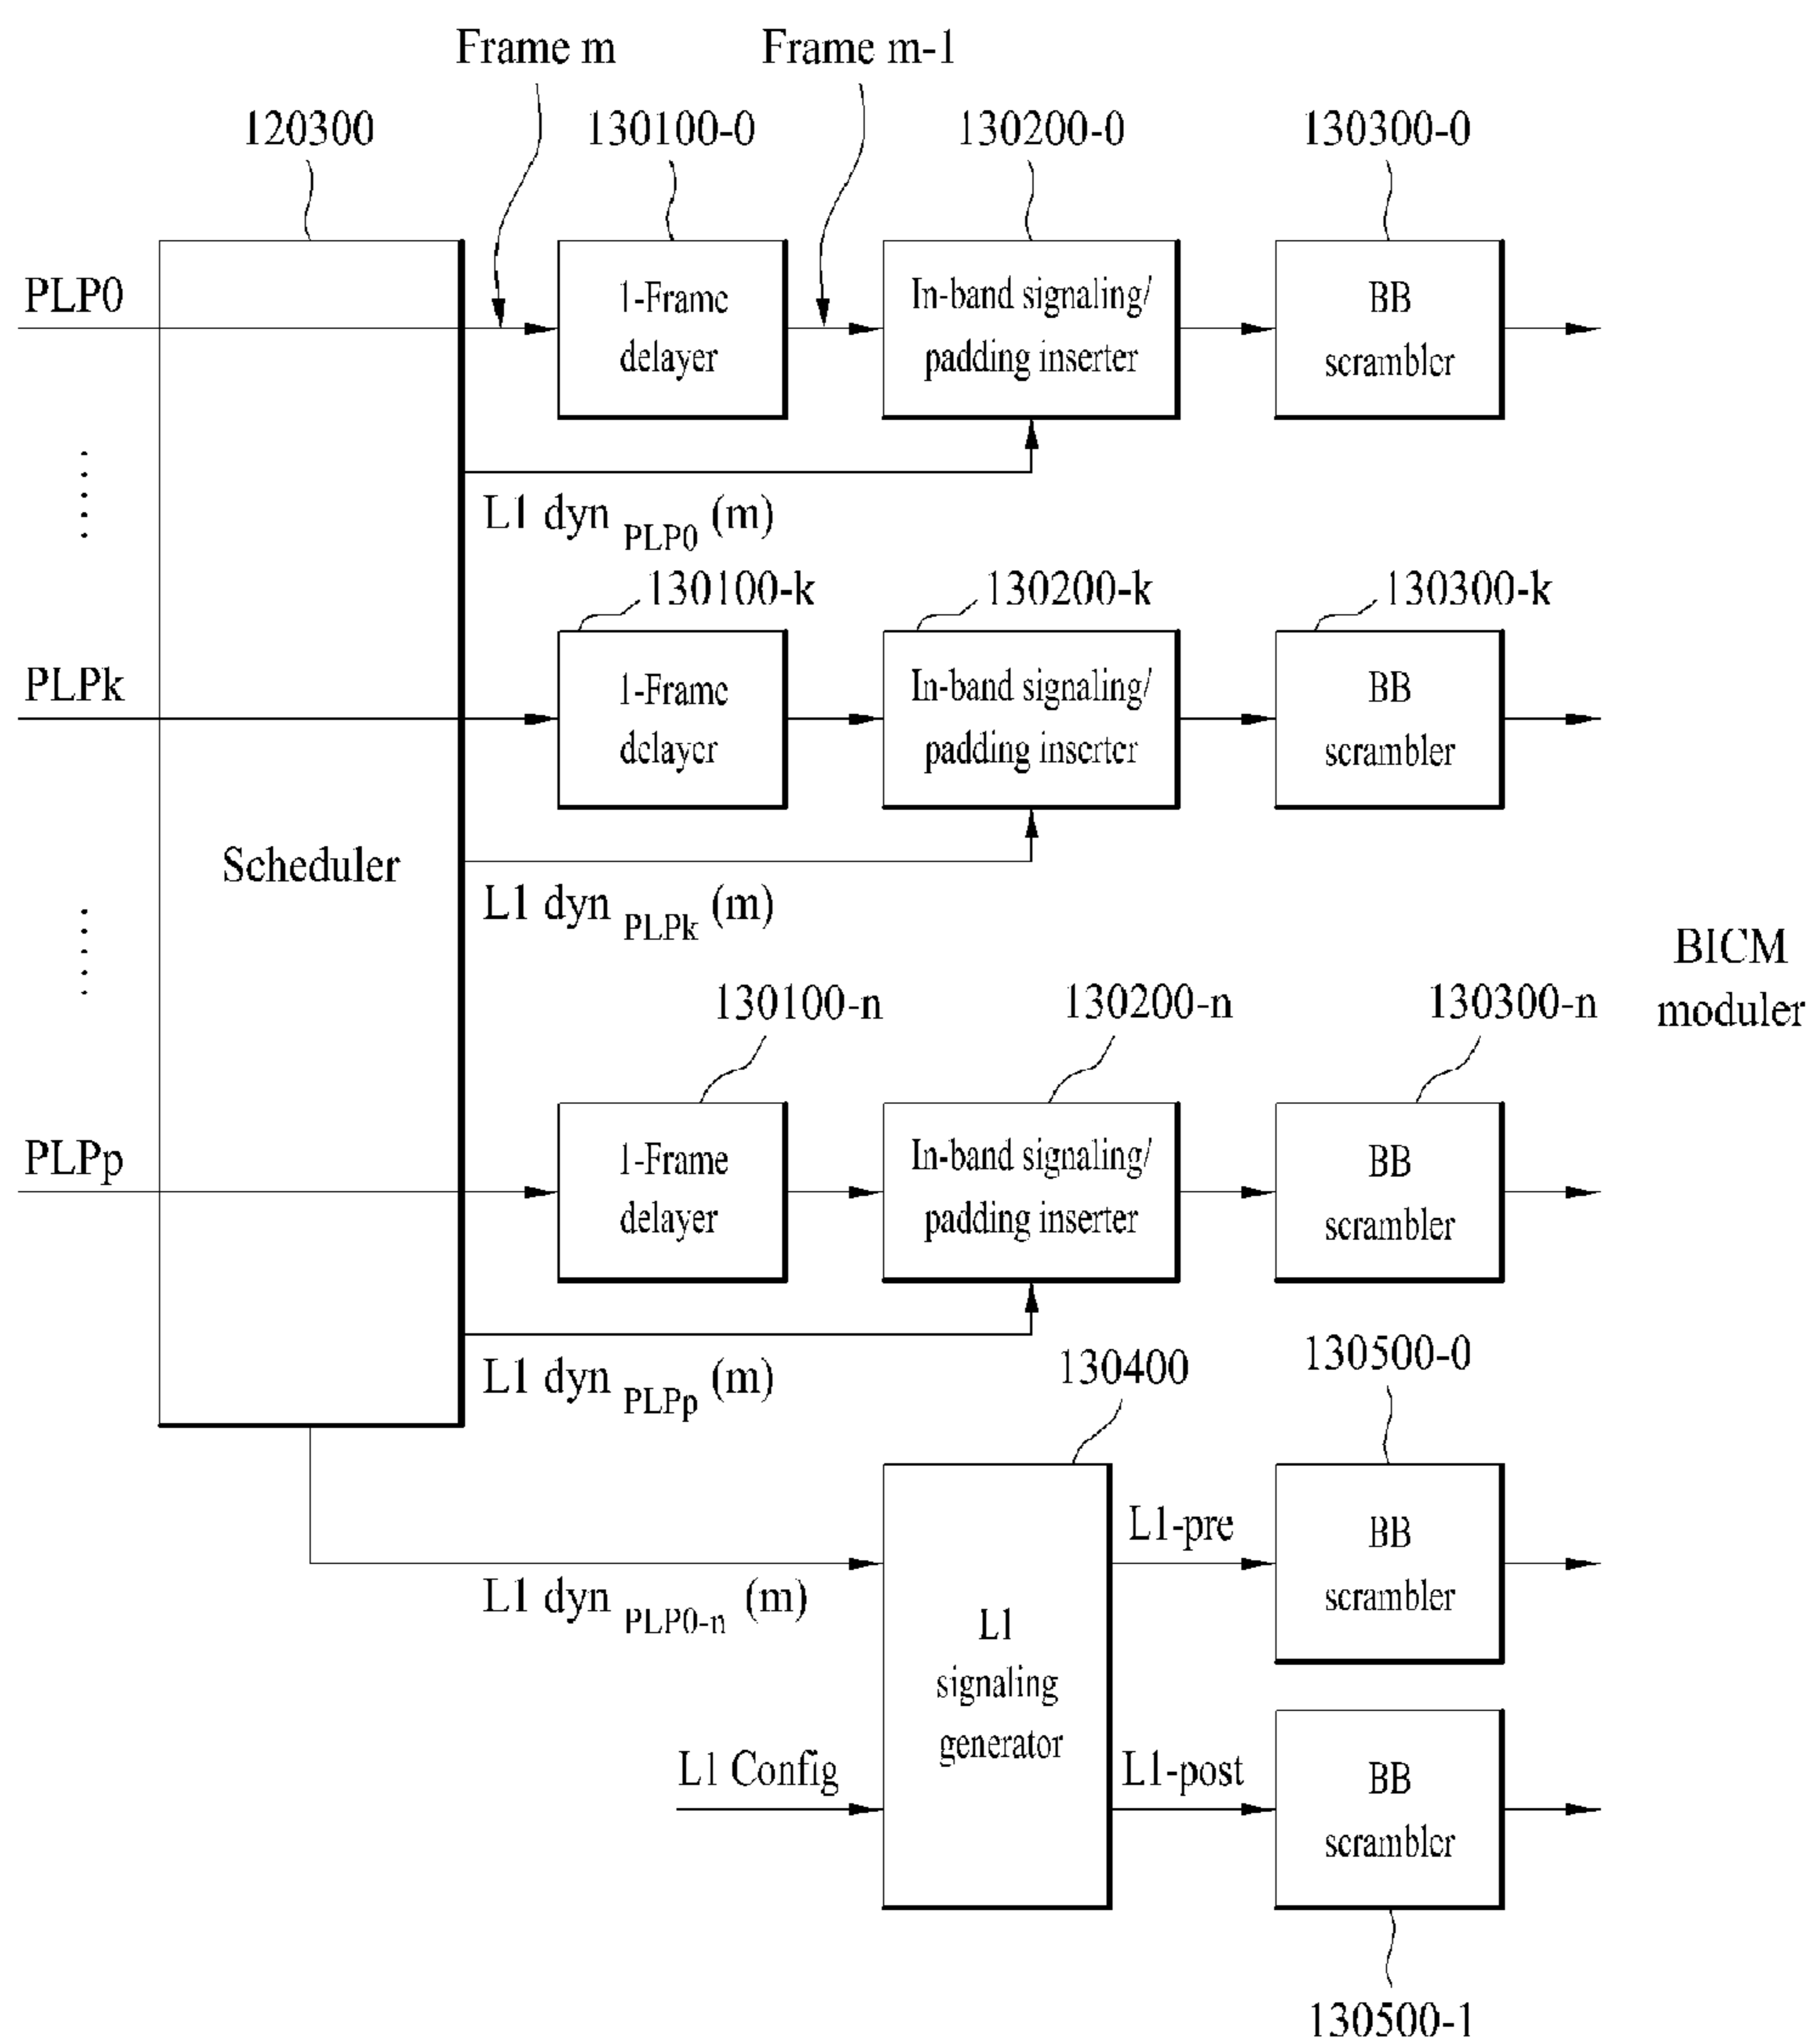 Frame m
Frame m-1
120300
130100-0
130200-0
130300-0
PLP0
1-Frame
delayer
In-band signaling/
padding inserter
BB
scrambler
L1 dyn PLP0 (m)
130100-k
130200-k
130300-k
PLPk
1-Frame
delayer
In-band signaling/
padding inserter
BB
scrambler
Scheduler
L1 dyn PLPk (m)
BICM
moduler
130100-n
130200-n
130300-n
PLPp
1-Frame
delayer
In-band signaling/
padding inserter
BB
scrambler
L1 dyn PLPp (m)
130400
130500-0
L1-pre
BB
scrambler
L1 dyn PLP0-n (m)
L1
signaling
generator
L1 Config
L1-post
BB
scrambler
130500-1